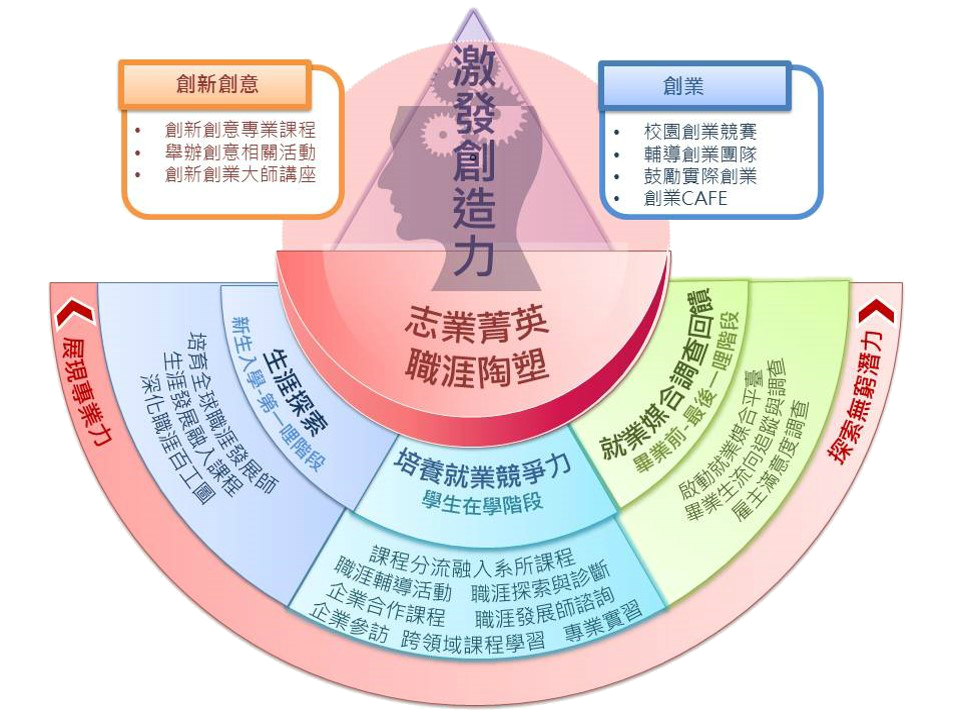 激發創造力
創新創意
• 創新創意專業課程
• 舉辦創意相關活動
• 創新創業大師講座
創業
• 校園創業競賽
• 輔導創業團隊
• 鼓勵實際創業
• 創業CAFE
志業菁英
職涯陶塑
展現專業力
生涯探索
新生入學-第一哩階段
培育全球職涯發展師
生涯發展融入課程
深化職涯百工圖
培養就業競爭力
學生在學階段
課程分流融入系所課程
職涯輔導活動 職涯探索與診斷
企業合作課程 職涯發展師諮詢
企業參訪 跨領域課程學習 專業實習
就業媒合調查回饋
畢業前-最後一哩階段
啟動就業媒合平臺
畢業生流向追蹤與調查
雇主滿意度調查
探索無窮潛力